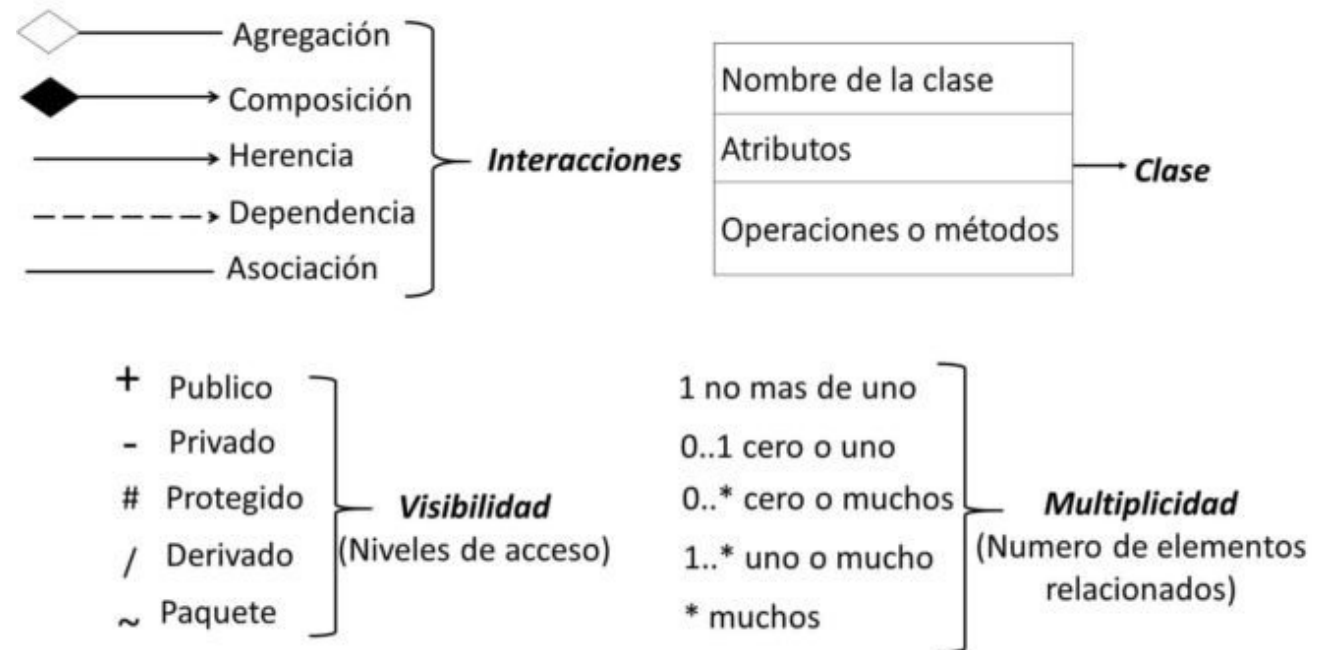 Agregación
Composición
Herencia
Dependencia
Asociación
Interacciones
Nombre de la clase
Atributos
Operaciones o métodos
Clase
+ Publico
- Privado
# Protegido
/ Derivado
~ Paquete
Visibilidad
(Niveles de acceso)
1 no mas de uno
0..1 cero o uno
0..* cero o muchos
1..* uno o mucho
* muchos
Multiplicidad
(Numero de elementos
relacionados)